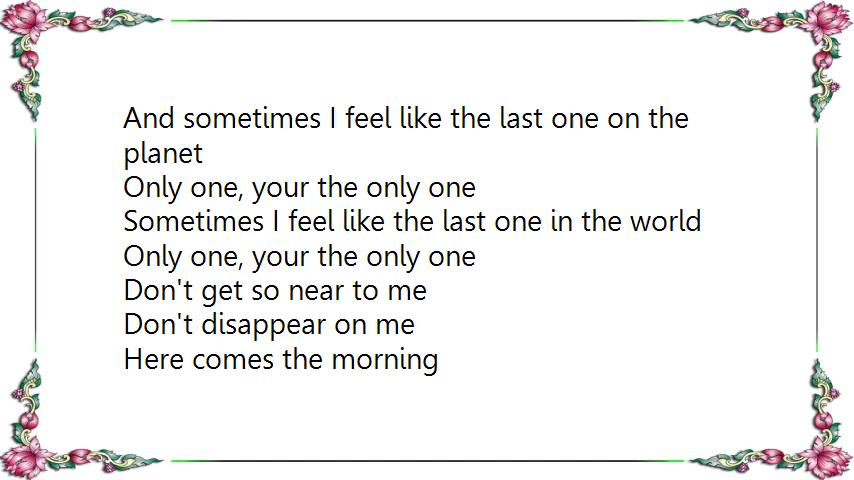 And sometimes I feel like the last one on the
planet
Only one, your the only one
Sometimes I feel like the last one in the world
Only one, your the only one
Don't get so near to me
Don't disappear on me
Here comes the morning